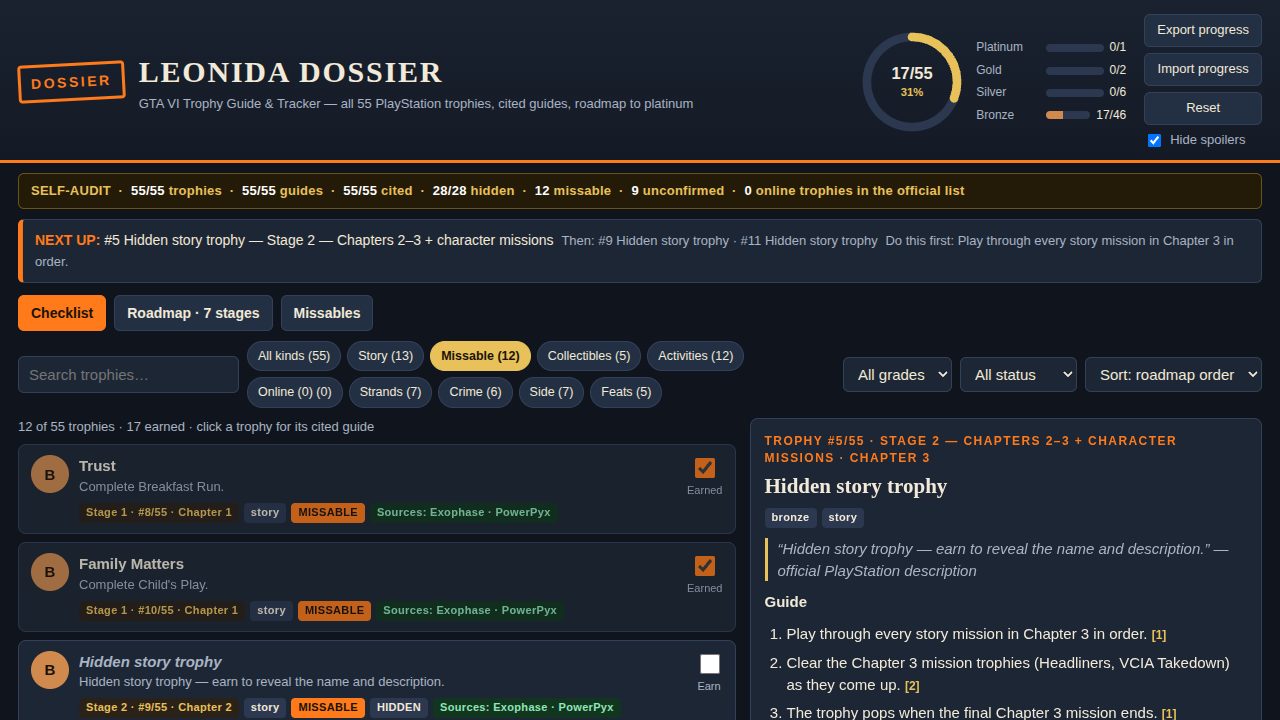 DOSSIER
LEONIDA DOSSIER
GTA VI Trophy Guide & Tracker — all 55 PlayStation trophies, cited guides, roadmap to platinum
17/55
31%
Platinum 0/1
Gold 0/2
Silver 0/6
Bronze 17/46
Export progress
Import progress
Reset
Hide spoilers
SELF-AUDIT · 55/55 trophies · 55/55 guides · 55/55 cited · 28/28 hidden · 12 missable · 9 unconfirmed · 0 online trophies in the official list
NEXT UP: #5 Hidden story trophy — Stage 2 — Chapters 2–3 + character missions Then: #9 Hidden story trophy · #11 Hidden story trophy Do this first: Play through every story mission in Chapter 3 in
order.
Checklist
Roadmap · 7 stages
Missables
Search trophies…
All kinds (55) Story (13) Missable (12) Collectibles (5) Activities (12)
Online (0) (0) Strands (7) Crime (6) Side (7) Feats (5)
All grades
All status
Sort: roadmap order
12 of 55 trophies · 17 earned · click a trophy for its cited guide
B
Trust
Complete Breakfast Run.
Stage 1 · #8/55 · Chapter 1 story MISSABLE Sources: Exophase · PowerPyx
Earned
B
Family Matters
Complete Child's Play.
Stage 1 · #10/55 · Chapter 1 story MISSABLE Sources: Exophase · PowerPyx
Earned
B
Hidden story trophy
Hidden story trophy — earn to reveal the name and description.
Stage 2 · #9/55 · Chapter 2 story MISSABLE HIDDEN Sources: Exophase · PowerPyx
Earn
TROPHY #5/55 · STAGE 2 — CHAPTERS 2–3 + CHARACTER
MISSIONS · CHAPTER 3
Hidden story trophy
bronze story
“Hidden story trophy — earn to reveal the name and description.” —
official PlayStation description
Guide
1. Play through every story mission in Chapter 3 in order. [1]
2. Clear the Chapter 3 mission trophies (Headliners, VCIA Takedown)
as they come up. [2]
3. The trophy pops when the final Chapter 3 mission ends. [1]